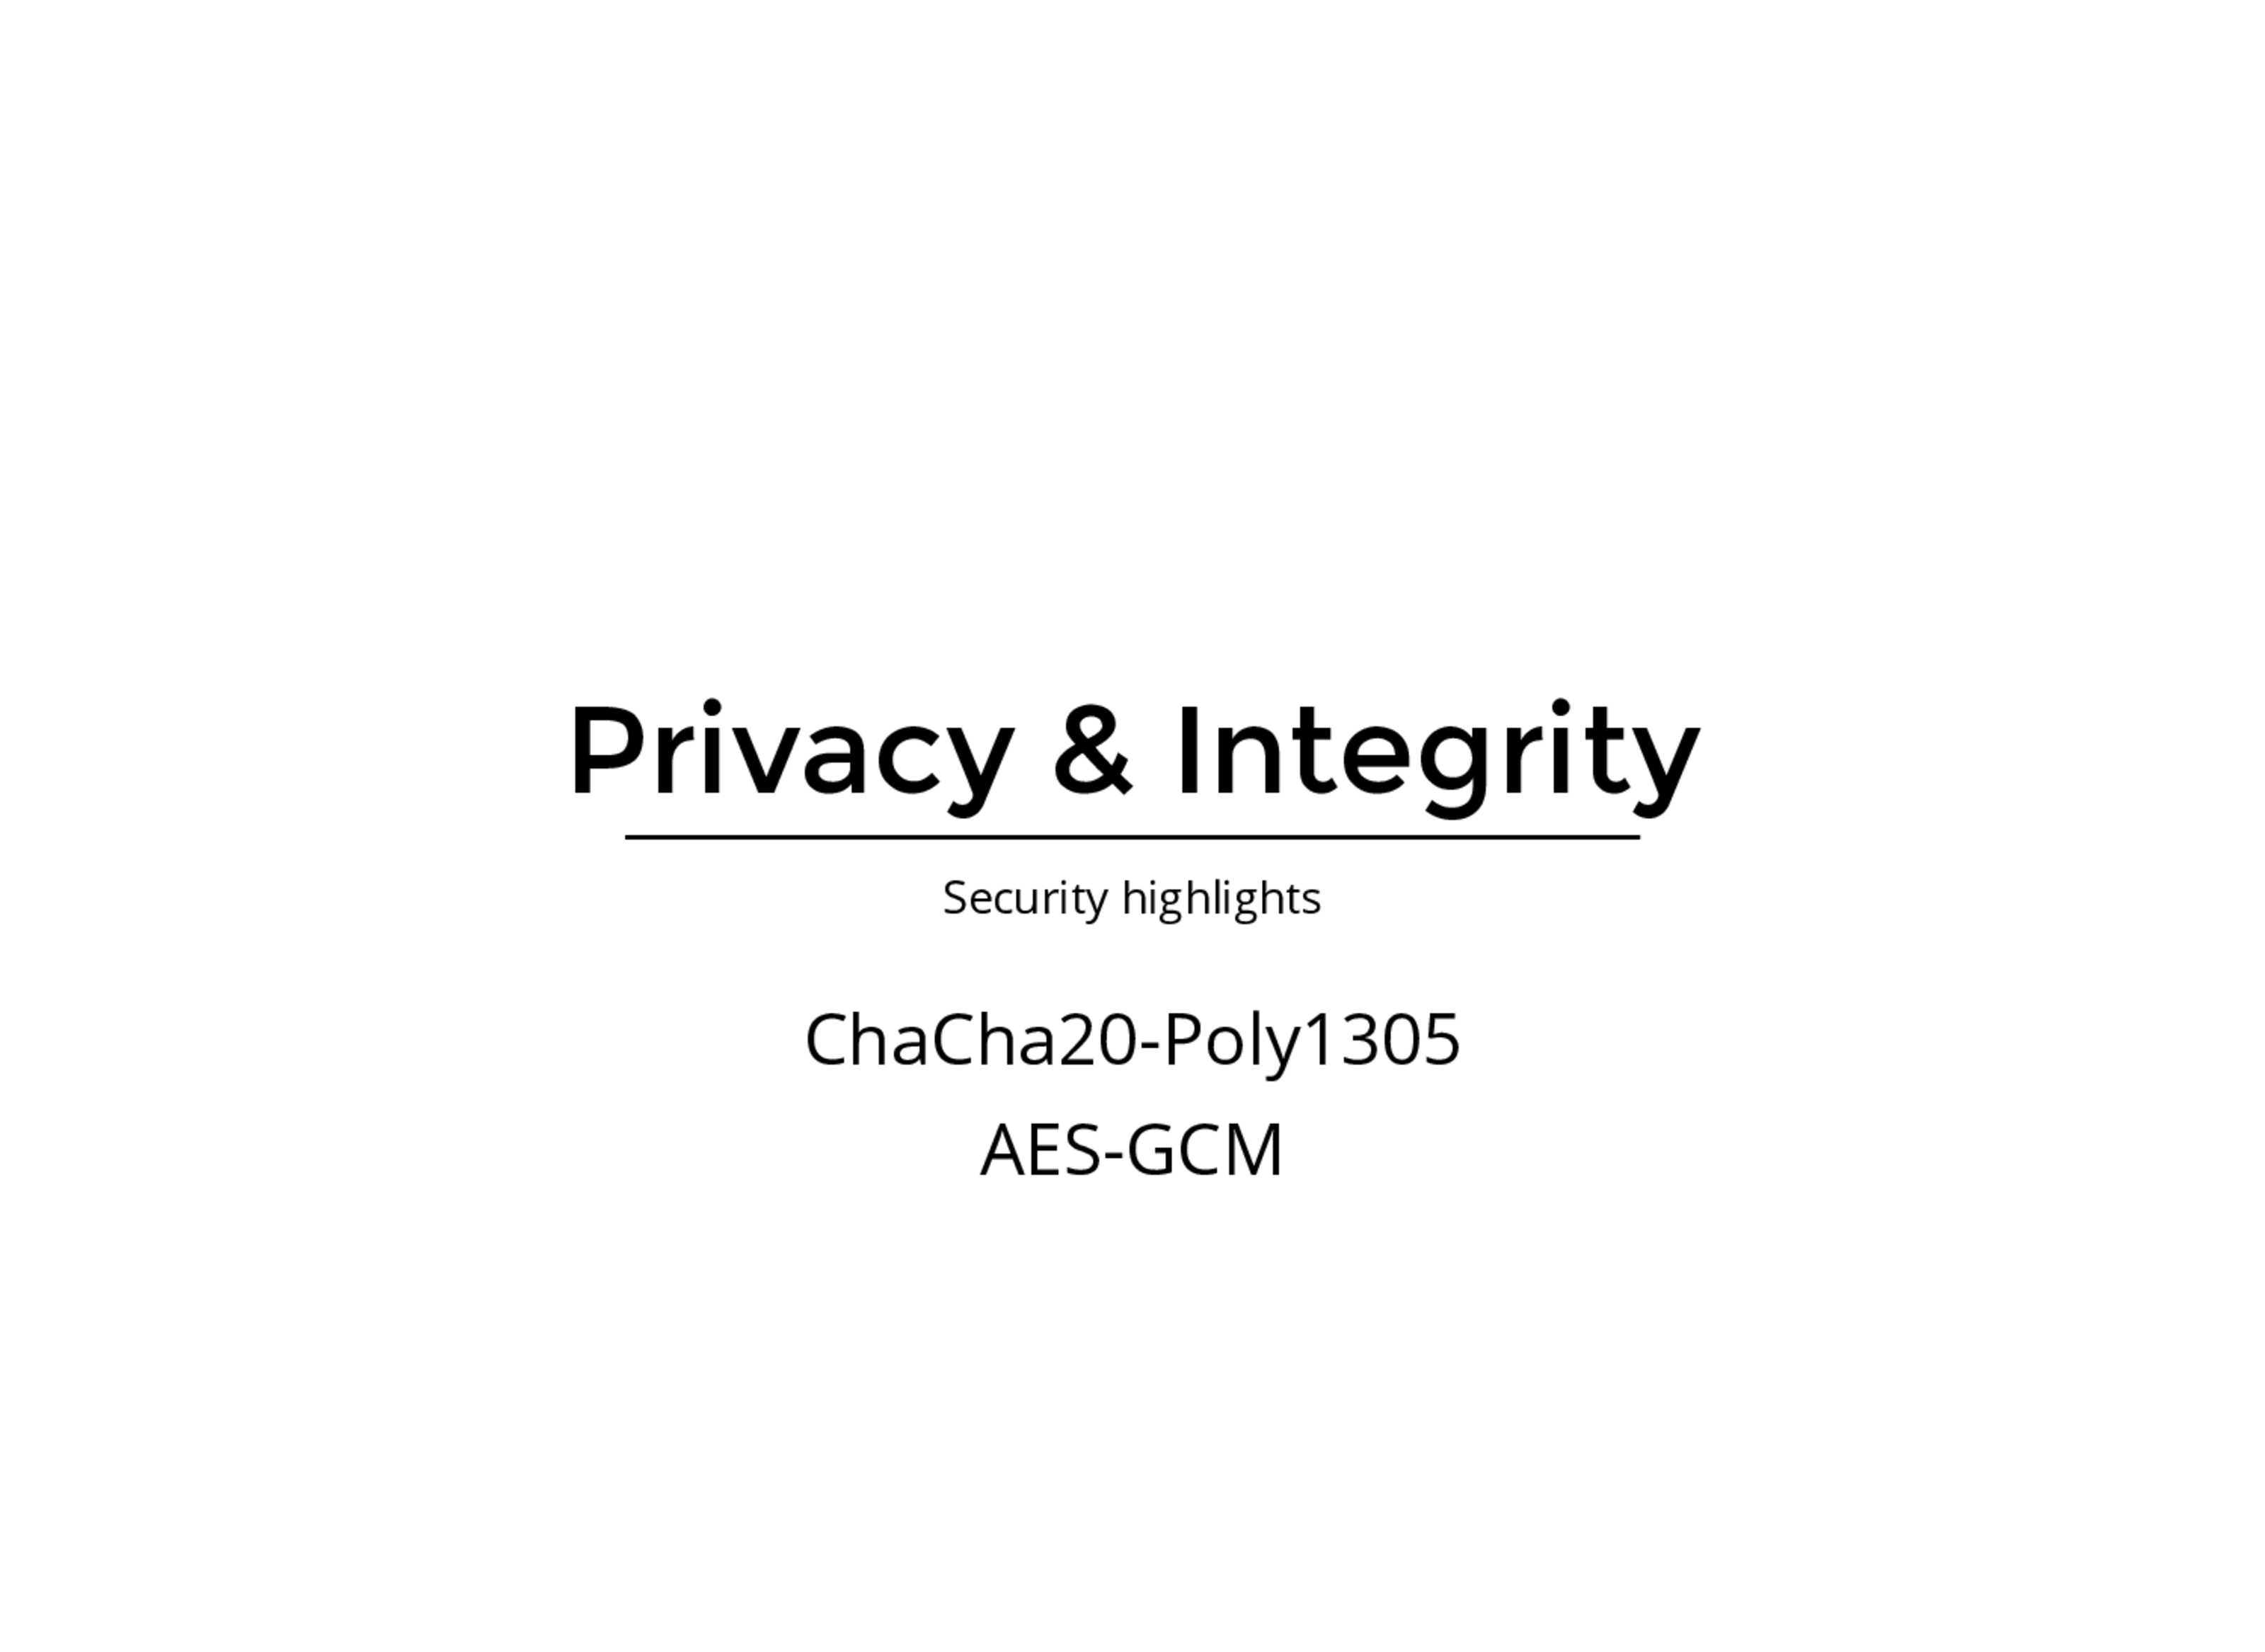 Privacy & Integrity
Security highlights
ChaCha20-Poly1305
AES-GCM